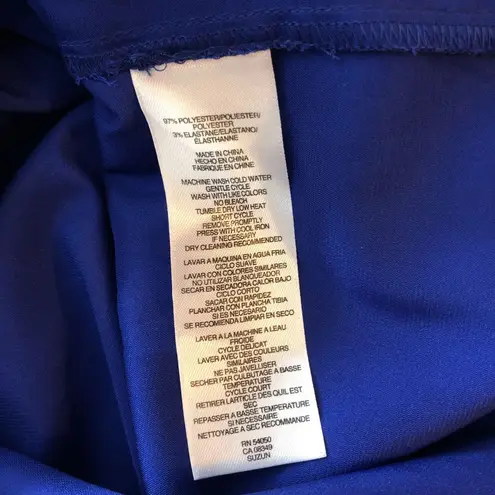 97% POLYESTER/POLIESTER/
POLYESTER
3% ELASTANE/ELASTANO/
ELASTHANNE
MADE IN CHINA
HECHO EN CHINA
FABRIQUE EN CHINE
MACHINE WASH COLD WATER
GENTLE CYCLE
WASH WITH LIKE COLORS
NO BLEACH
TUMBLE DRY LOW HEAT
SHORT CYCLE
REMOVE PROMPTLY
PRESS WITH COOL IRON
IF NECESSARY
DRY CLEANING RECOMMENDED
LAVAR A MAQUINA EN AGUA FRIA
CICLO SUAVE
LAVAR CON COLORES SIMILARES
NO UTILIZAR BLANQUEADOR
SECAR EN SECADORA CALOR BAJO
CICLO CORTO
SACAR CON RAPIDEZ
PLANCHAR CON PLANCHA TIBIA
SI ES NECESARIO
SE RECOMIENDA LIMPIAR EN SECO
LAVER A LA MACHINE A LEAU
FROIDE
CYCLE DELICAT
LAVER AVEC DES COULEURS
SIMILAIRES
NE PAS JAVELLISER
SECHER PAR CULBUTAGE A BASSE
TEMPERATURE
CYCLE COURT
RETIRER LARTICLE DES QUIL EST
SEC
REPASSER A BASSE TEMPERATURE
SI NECESSAIRE
NETTOYAGE A SEC RECOMMANDE
RN 54050
CA 08349
SUZUN